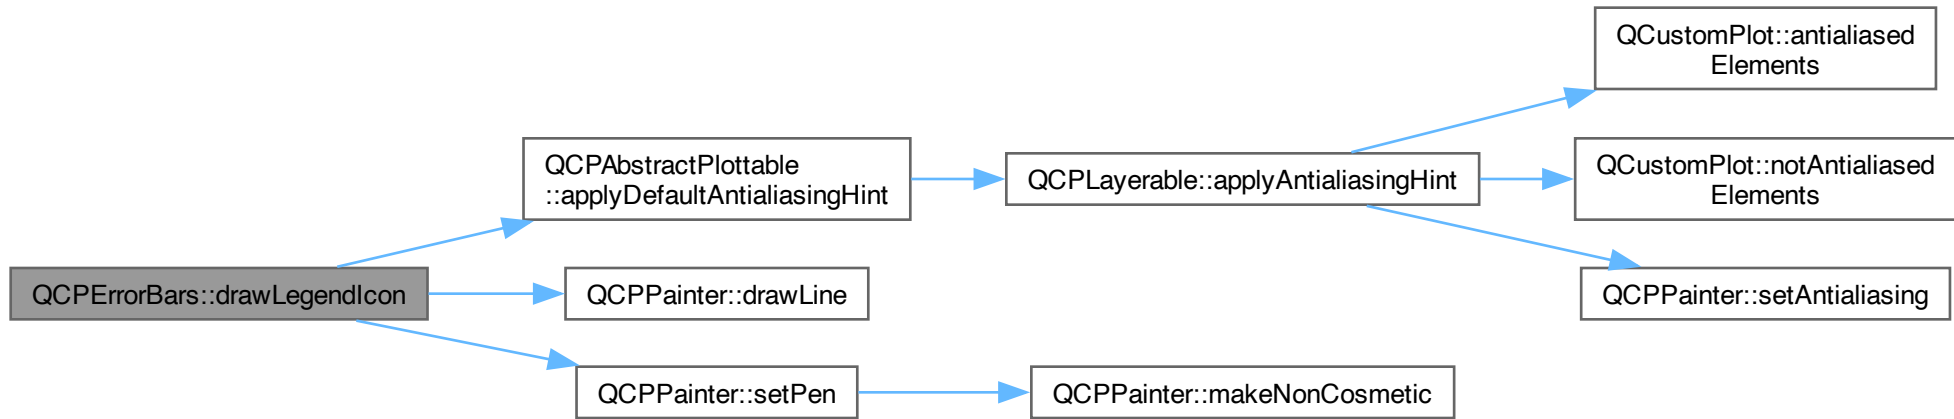 QCPErrorBars::drawLegendIcon
QCPAbstractPlottable
::applyDefaultAntialiasingHint
QCPPainter::drawLine
QCPPainter::setPen
QCPLayerable::applyAntialiasingHint
QCPPainter::makeNonCosmetic
QCustomPlot::antialiased
Elements
QCustomPlot::notAntialiased
Elements
QCPPainter::setAntialiasing